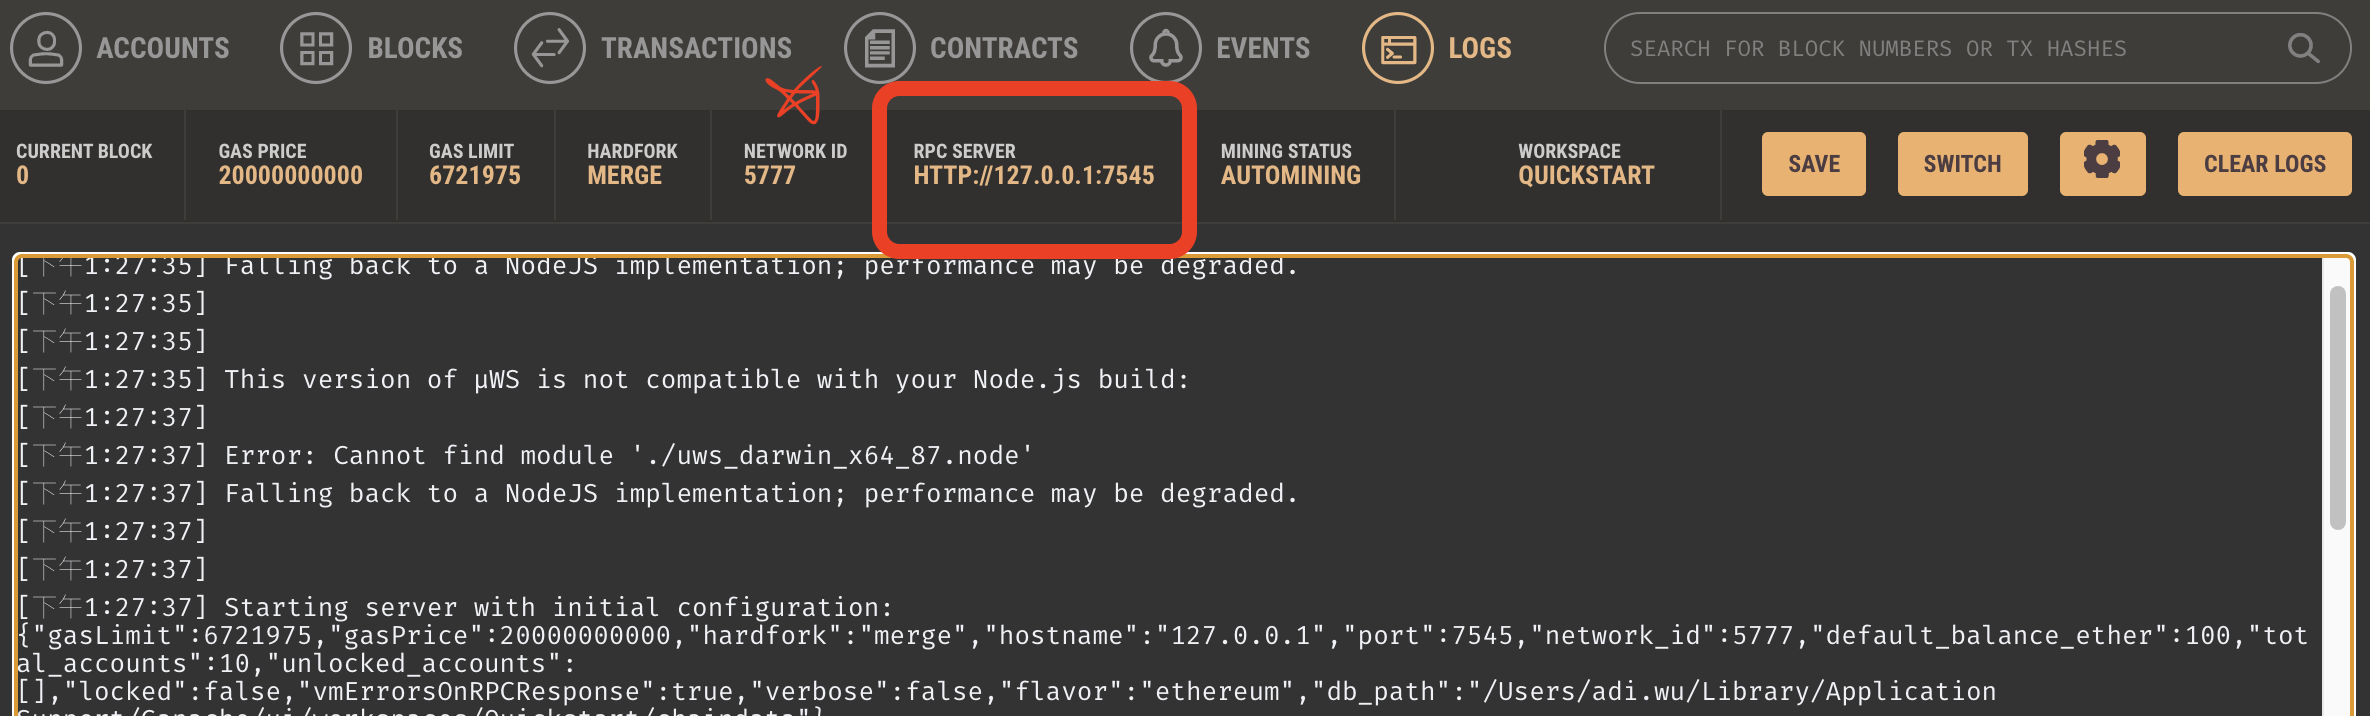 ACCOUNTS BLOCKS TRANSACTIONS CONTRACTS EVENTS LOGS SEARCH FOR BLOCK NUMBERS OR TX HASHES
CURRENT BLOCK GAS PRICE GAS LIMIT HARDFORK NETWORK ID RPC SERVER MINING STATUS WORKSPACE
0 20000000000 6721975 MERGE 5777 HTTP://127.0.0.1:7545 AUTOMINING QUICKSTART SAVE SWITCH CLEAR LOGS
[下午1:27:35] Falling back to a NodeJS implementation; performance may be degraded.
[下午1:27:35]
[下午1:27:35]
[下午1:27:35] This version of µWS is not compatible with your Node.js build:
[下午1:27:37]
[下午1:27:37] Error: Cannot find module './uws_darwin_x64_87.node'
[下午1:27:37] Falling back to a NodeJS implementation; performance may be degraded.
[下午1:27:37]
[下午1:27:37]
[下午1:27:37] Starting server with initial configuration:
{"gasLimit":6721975,"gasPrice":20000000000,"hardfork":"merge","hostname":"127.0.0.1","port":7545,"network_id":5777,"default_balance_ether":100,"tot
al_accounts":10,"unlocked_accounts":
[],"locked":false,"vmErrorsOnRPCResponse":true,"verbose":false,"flavor":"ethereum","db_path":"/Users/adi.wu/Library/Application
Support/Ganache/ui/workspaces/Quickstart/chaindata"}